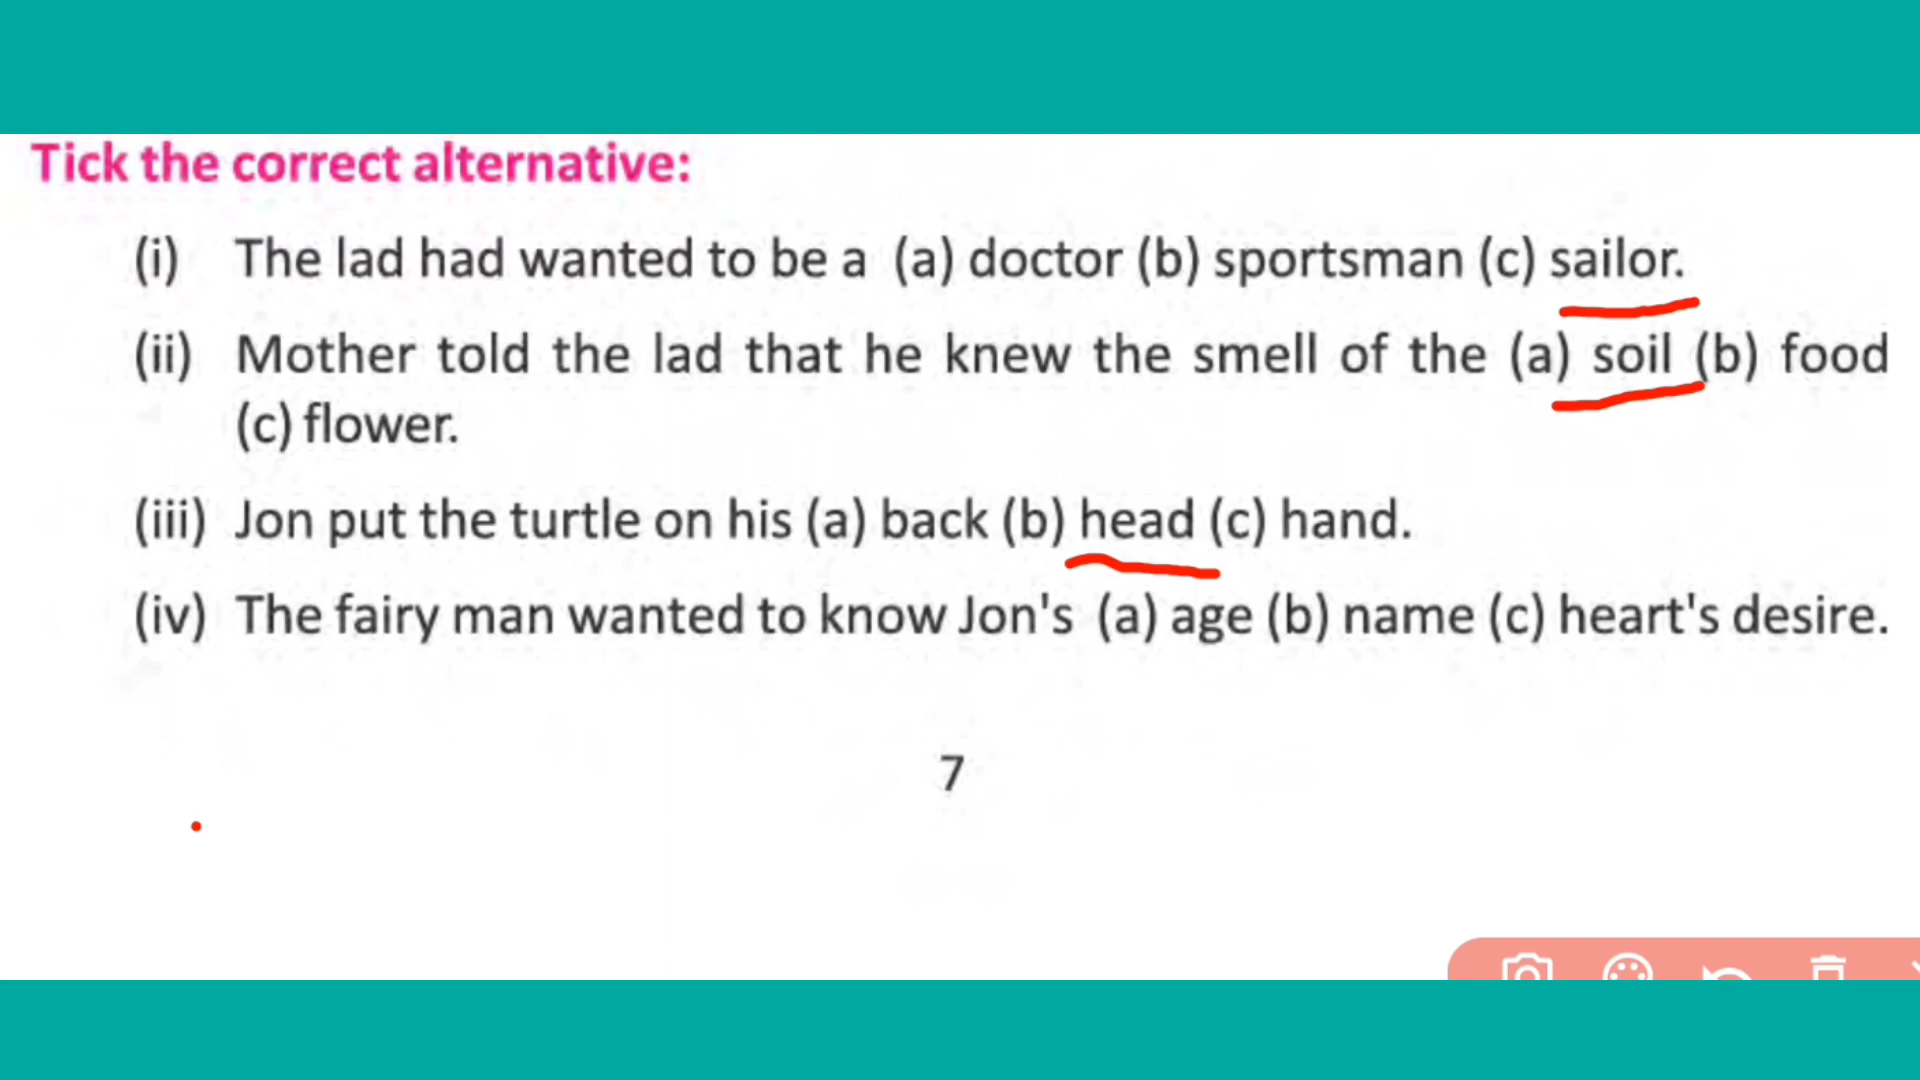 Tick the correct alternative:
(i) The lad had wanted to be a (a) doctor (b) sportsman (c) sailor.
(ii) Mother told the lad that he knew the smell of the (a) soil (b) food
(c) flower.
(iii) Jon put the turtle on his (a) back (b) head (c) hand.
(iv) The fairy man wanted to know Jon's (a) age (b) name (c) heart's desire.
7